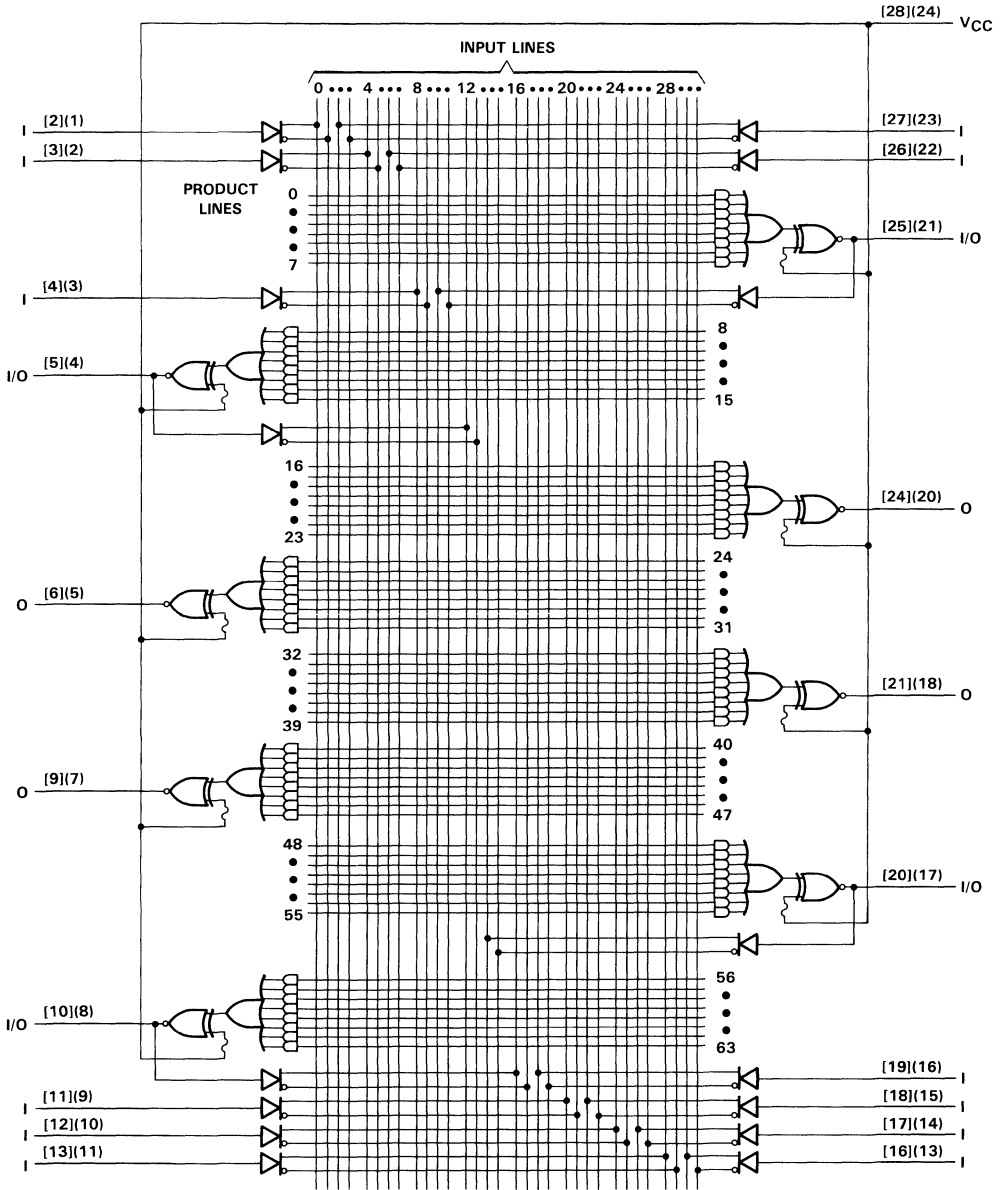 [28](24) VCC
INPUT LINES
0 ••• 4 ••• 8 ••• 12 ••• 16 ••• 20 ••• 24 ••• 28 •••
I [2](1) [27](23) I
I [3](2) [26](22) I
PRODUCT
LINES
0
7
[25](21) I/O
I [4](3)
8
15
I/O [5](4)
16
23
[24](20) O
24
31
O [6](5)
32
39
[21](18) O
40
47
O [9](7)
48
55
[20](17) I/O
56
63
I/O [10](8)
[19](16) I
I [11](9) [18](15) I
I [12](10) [17](14) I
I [13](11) [16](13) I